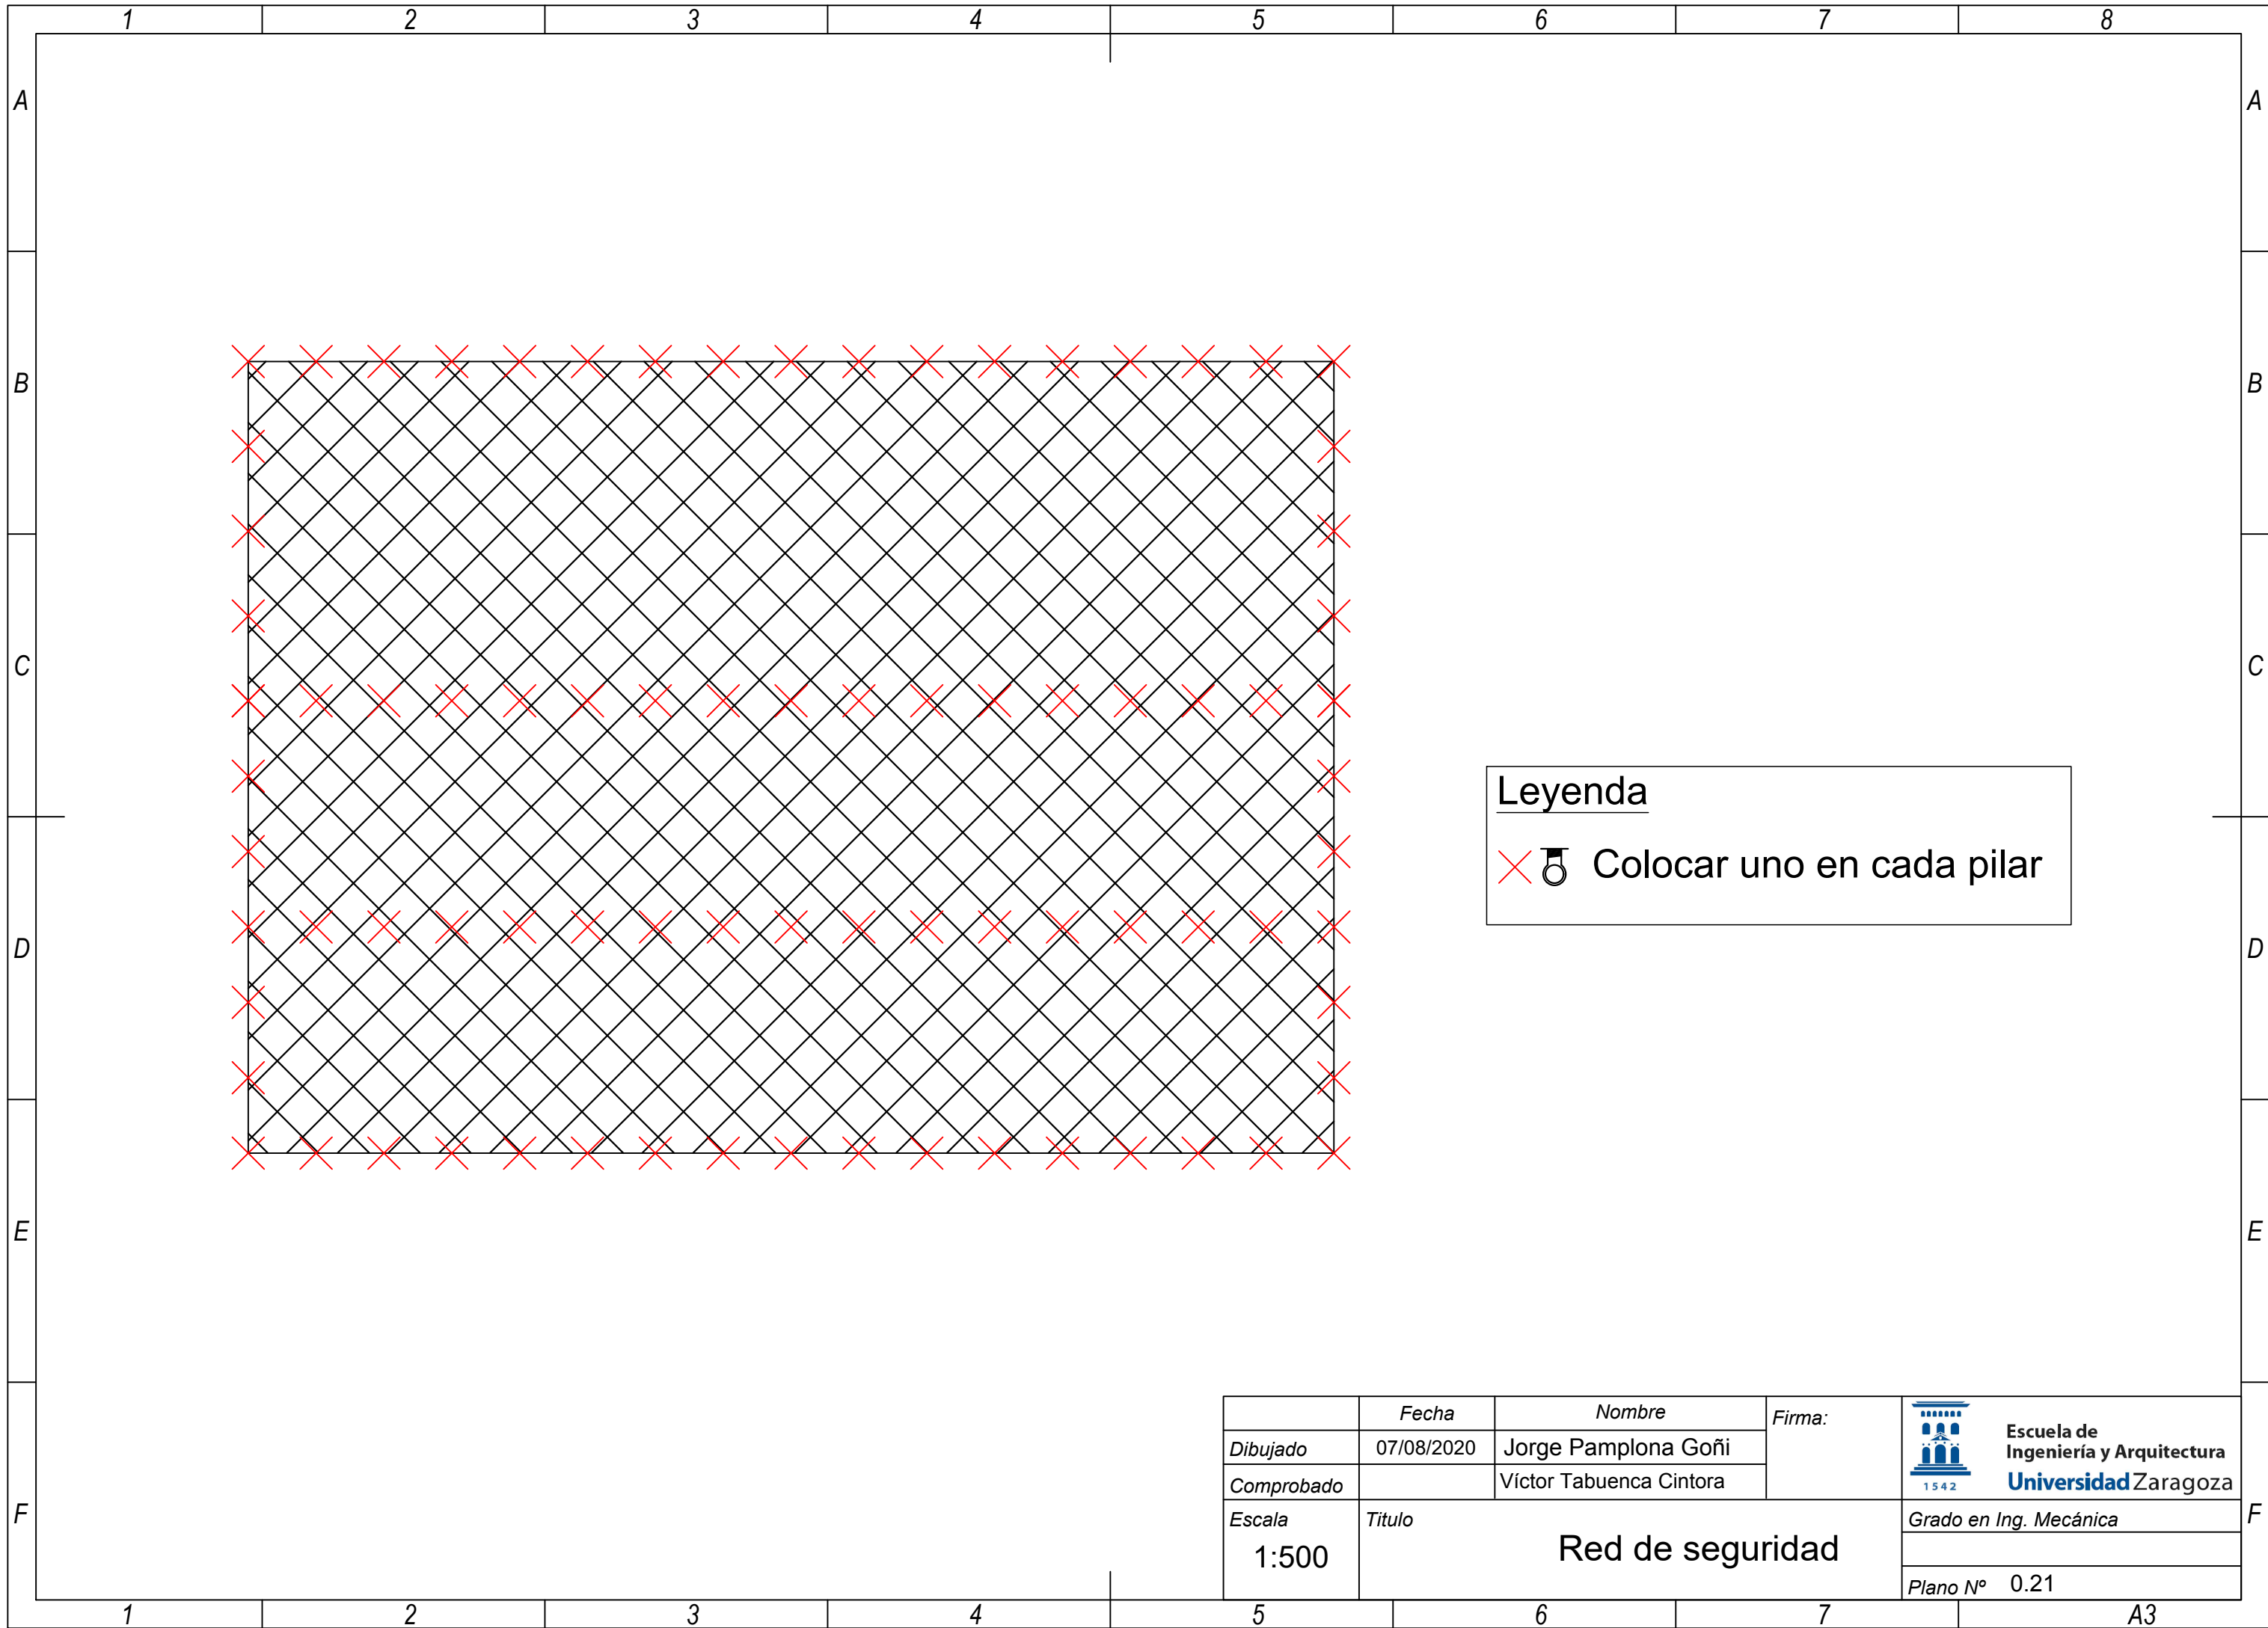 1 2 3 4 5 6 7 8
A A
B B
C C
D D
E E
F F
Leyenda
Colocar uno en cada pilar
Fecha Nombre Firma:
Dibujado 07/08/2020 Jorge Pamplona Goñi
Comprobado Víctor Tabuenca Cintora
1542
Escuela de
Ingeniería y Arquitectura
Universidad Zaragoza
Escala Titulo
1:500 Red de seguridad
Grado en Ing. Mecánica
Plano Nº 0.21
1 2 3 4 5 6 7 A3